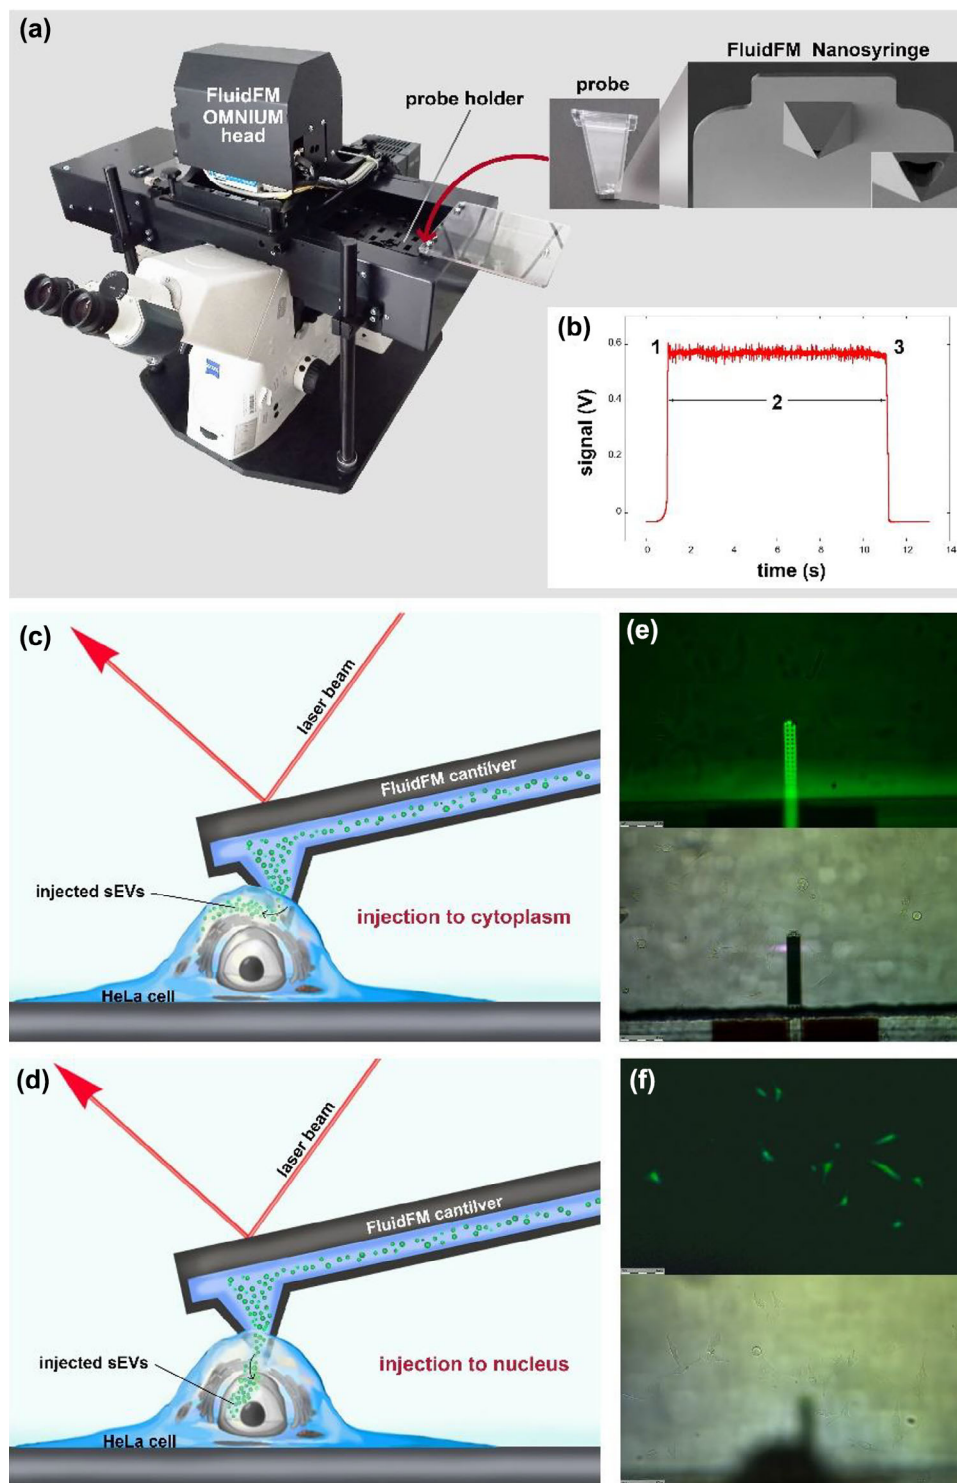 (a)
FluidFM
OMNIUM
head
probe holder
probe
FluidFM Nanosyringe
(b)
0.6
0.4
0.2
0
signal (V)
1
2
3
0
2
4
6
8
10
12
14
time (s)
(c)
laser beam
FluidFM cantilver
injected sEVs
injection to cytoplasm
HeLa cell
(e)
(d)
laser beam
FluidFM cantilver
injected sEVs
injection to nucleus
HeLa cell
(f)